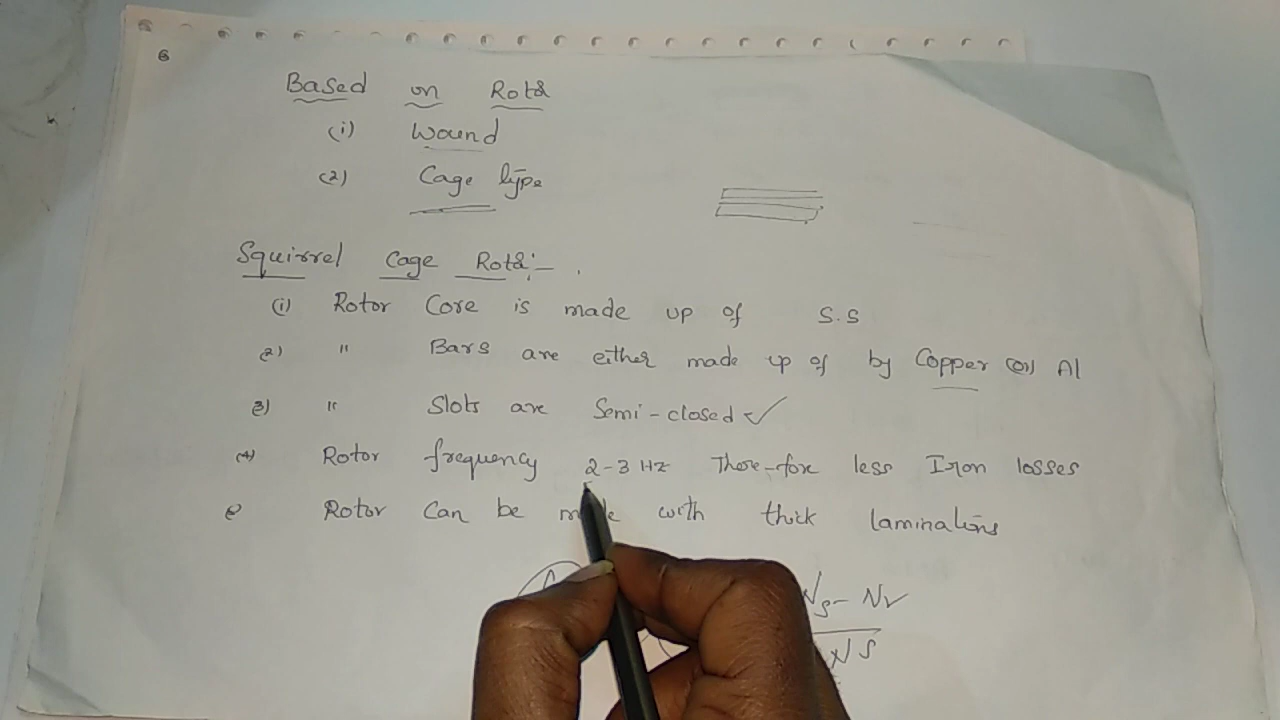 6
Based on Rotor
(i) Wound
(2) Cage type
Squirrel Cage Rotor:-
(i) Rotor Core is made up of S.S
(2) " Bars are either made up of by Copper (or) Al
(3) " Slots are Semi-closed ✓
(4) Rotor frequency 2-3 Hz There-fore less Iron losses
Rotor Can be with thick laminations
Ns - Nr
Ns